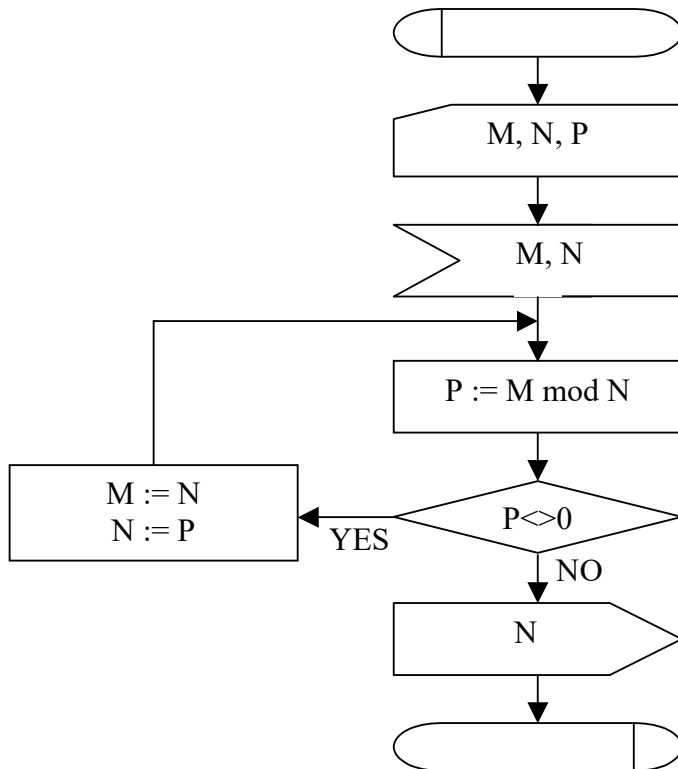 M, N, P
M, N
P := M mod N
M := N
N := P
P<>0
YES
NO
N